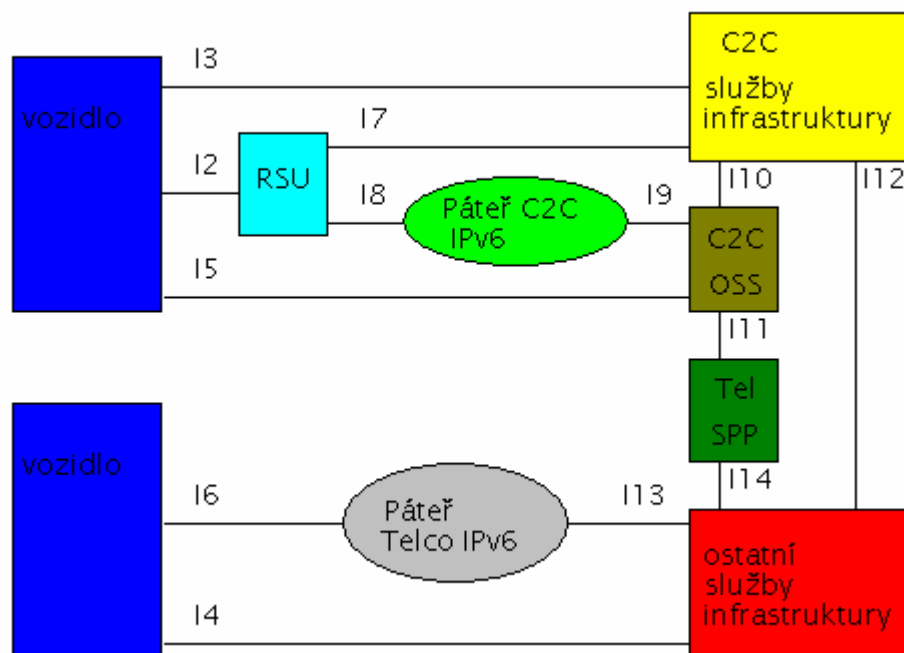 I3
C2C
služby
infrastruktury
vozidlo
I7
I2
RSU
I10
I12
I8
Páteř C2C
IPv6
I9
C2C
OSS
I5
I11
Tel
SPP
vozidlo
I14
I6
Páteř
Telco IPv6
I13
ostatní
služby
infrastruktury
I4